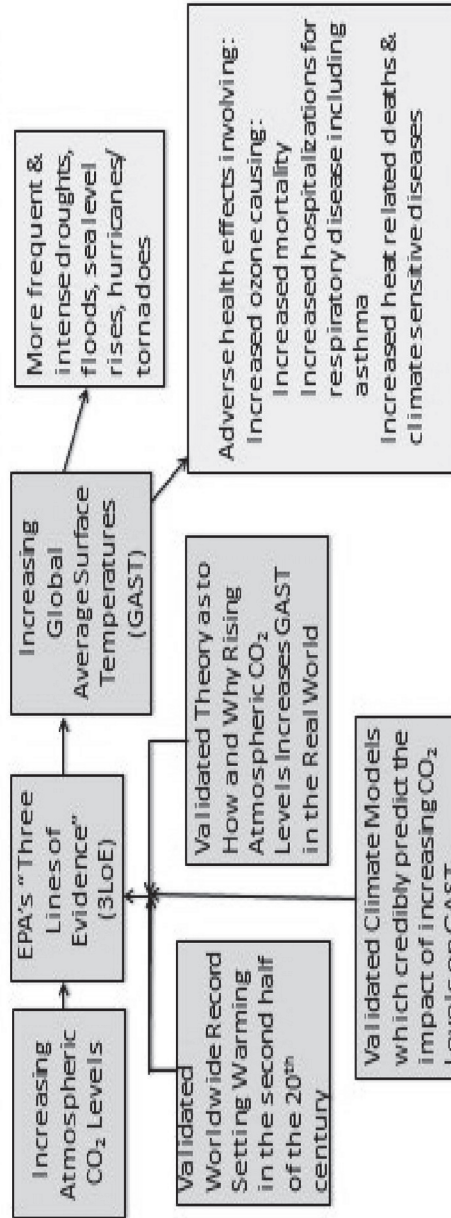 Increasing
Atmospheric
CO₂ Levels
EPA's "Three
Lines of
Evidence"
(3LoE)
Increasing
Global
Average Surface
Temperatures
(GAST)
More frequent &
intense droughts,
floods, sea level
rises, hurricanes/
tornadoes
Validated
Worldwide Record
Setting Warming
in the second half
of the 20th
century
Validated Theory as to
How and Why Rising
Atmospheric CO₂
Levels Increases GAST
in the Real World
Adverse health effects involving:
Increased ozone causing:
Increased mortality
Increased hospitalizations for
respiratory disease including
asthma
Increased heat related deaths &
climate sensitive diseases
Validated Climate Models
which credibly predict the
impact of increasing CO₂
Levels on GAST